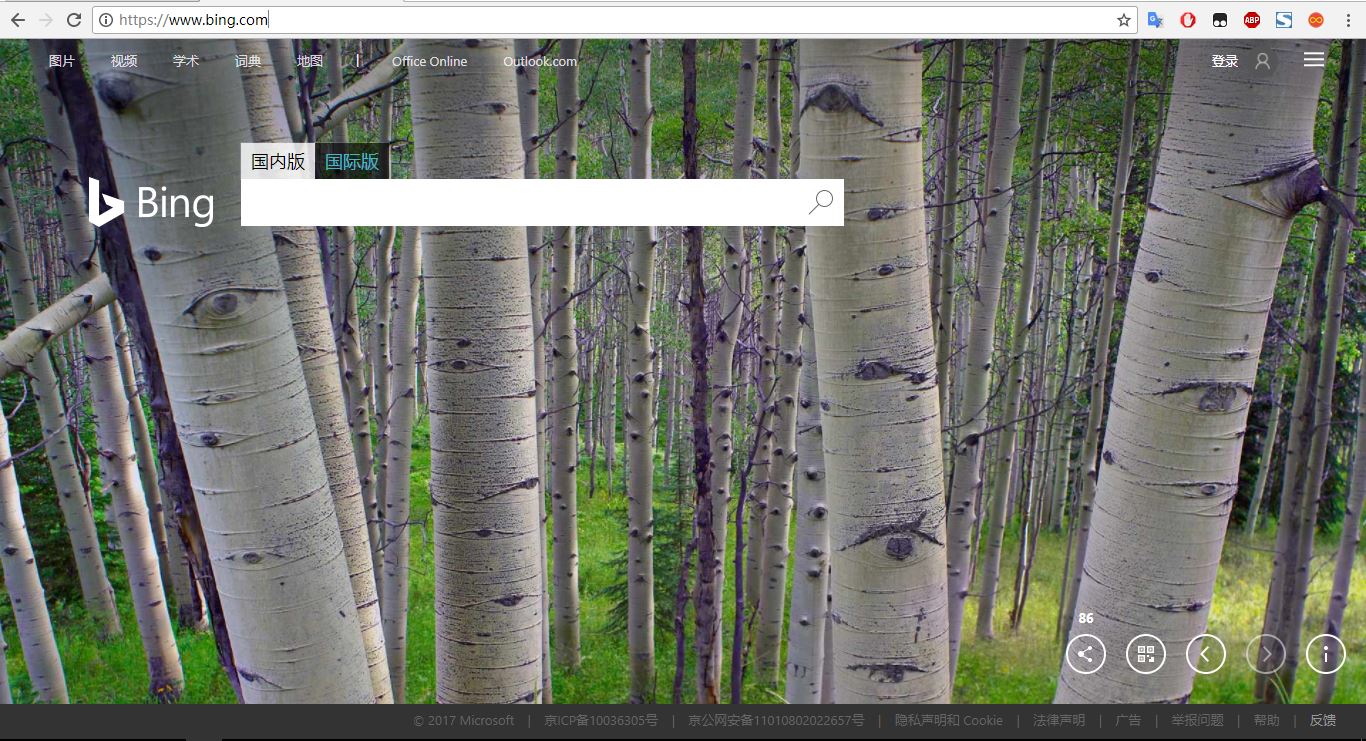 https://www.bing.com
ABP
图片 视频 学术 词典 地图 | Office Online Outlook.com 登录
国内版 国际版
Bing
86
© 2017 Microsoft | 京ICP备10036305号 | 京公网安备11010802022657号 | 隐私声明和 Cookie | 法律声明 | 广告 | 举报问题 | 帮助 | 反馈